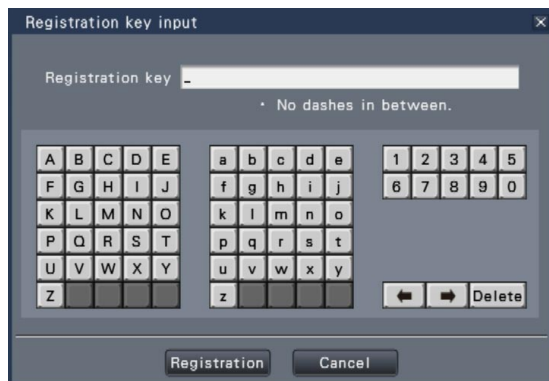 Registration key input
Registration key _
・ No dashes in between.
A B C D E a b c d e 1 2 3 4 5
F G H I J f g h i j 6 7 8 9 0
K L M N O k l m n o
P Q R S T p q r s t
U V W X Y u v w x y
Z z ← → Delete
Registration Cancel